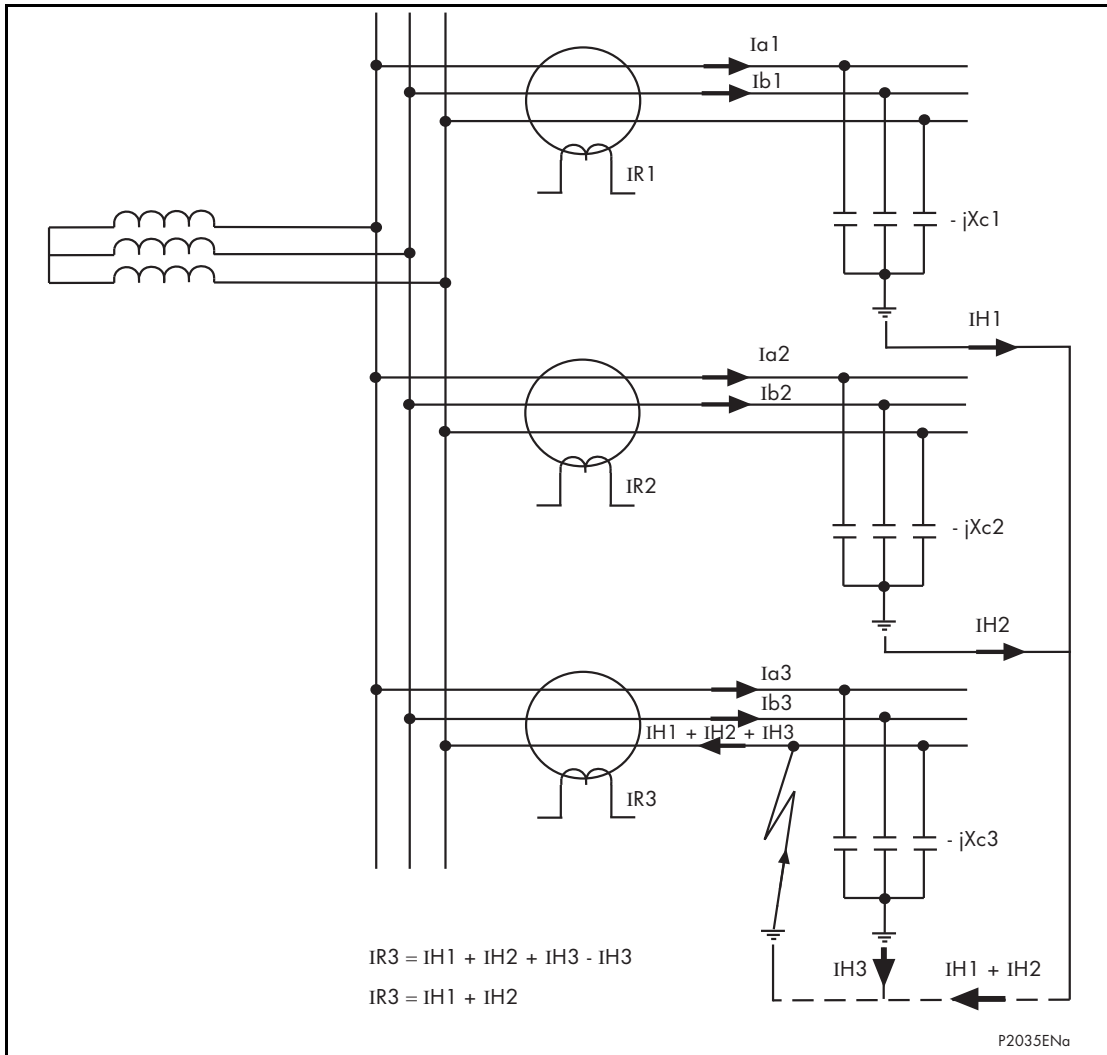 Ia1
Ib1
IR1
- jXc1
IH1
Ia2
Ib2
IR2
- jXc2
IH2
Ia3
Ib3
IH1 + IH2 + IH3
IR3
- jXc3
IR3 = IH1 + IH2 + IH3 - IH3
IH3
IH1 + IH2
IR3 = IH1 + IH2
P2035ENa